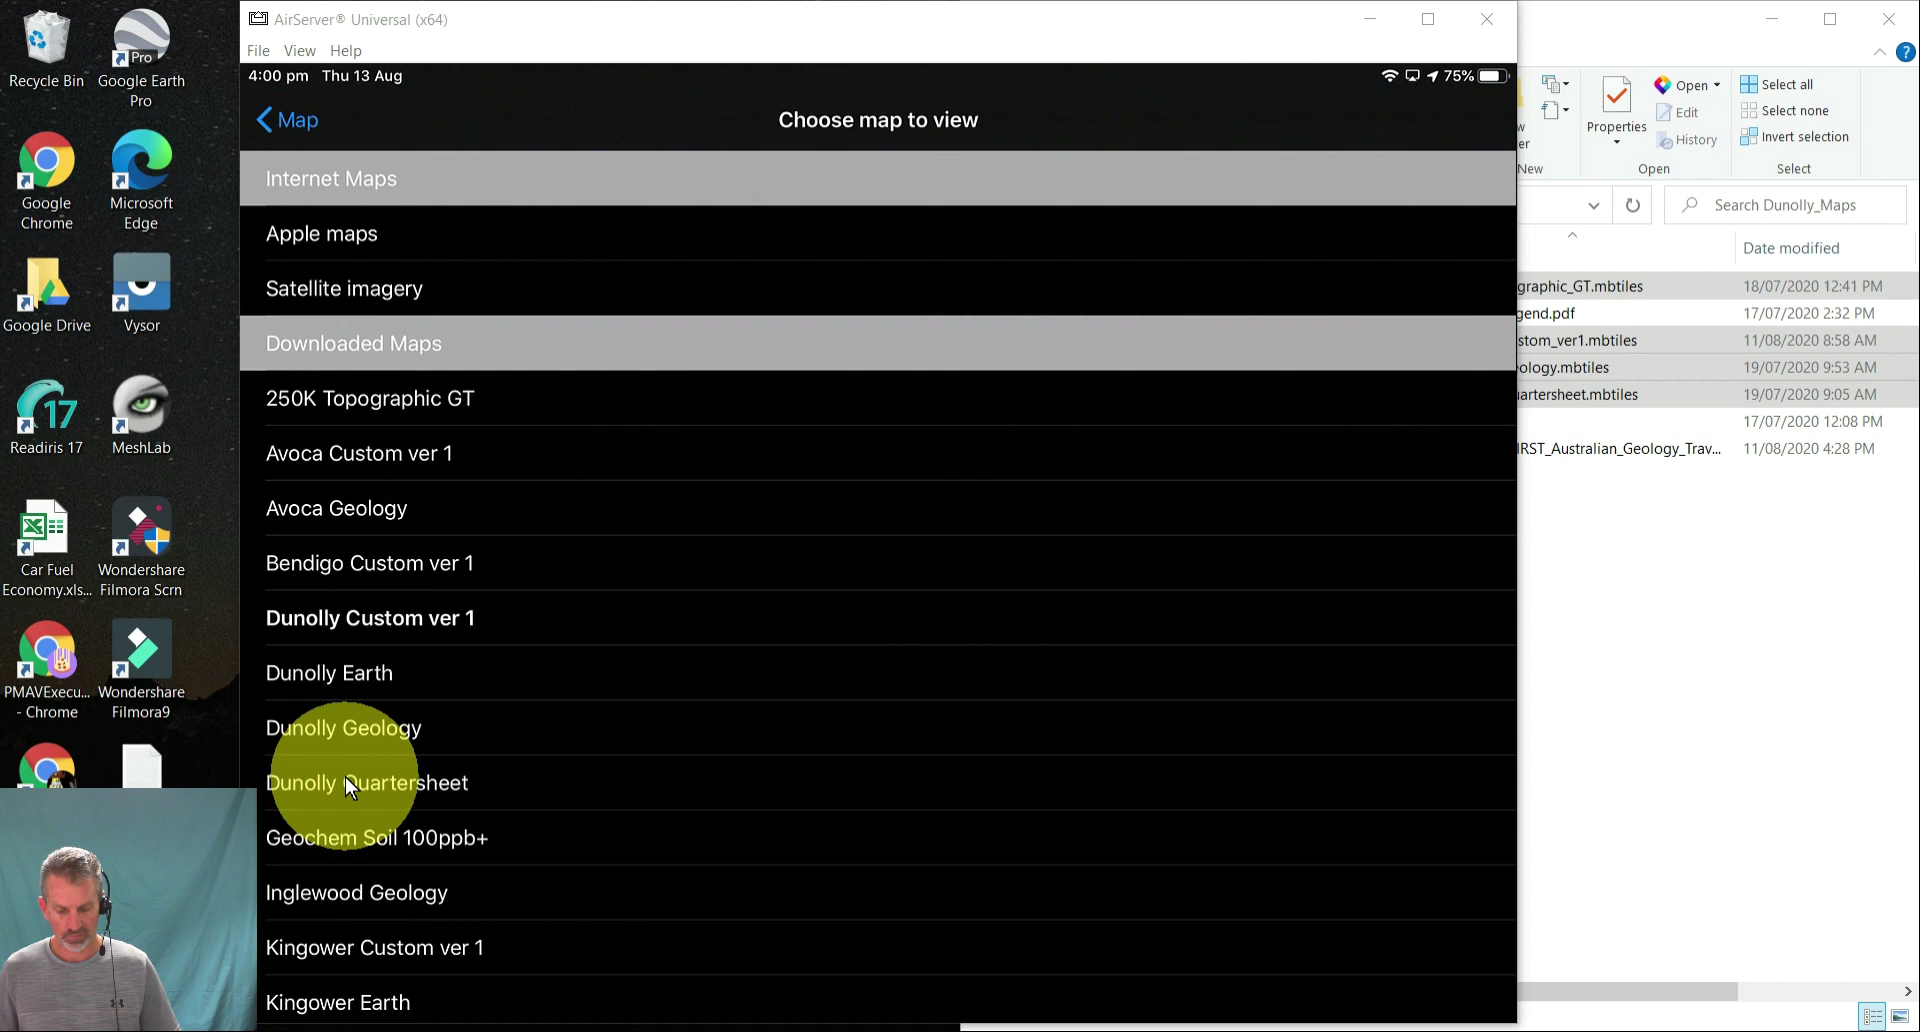 AirServer® Universal (x64)
File View Help
4:00 pm Thu 13 Aug
75%
Map
Choose map to view
Internet Maps
Apple maps
Satellite imagery
Downloaded Maps
250K Topographic GT
Avoca Custom ver 1
Avoca Geology
Bendigo Custom ver 1
Dunolly Custom ver 1
Dunolly Earth
Dunolly Geology
Dunolly Quartersheet
Geochem Soil 100ppb+
Inglewood Geology
Kingower Custom ver 1
Kingower Earth
Recycle Bin
Pro
Google Earth
Pro
Google
Chrome
Microsoft
Edge
Google Drive
Vysor
17
Readiris 17
MeshLab
Car Fuel
Economy.xls...
Wondershare
Filmora Scrn
PMAVExecu...
- Chrome
Wondershare
Filmora9
?
w
er
New
Properties
Open
Edit
History
Open
Select all
Select none
Invert selection
Select
Search Dunolly_Maps
Date modified
graphic_GT.mbtiles 18/07/2020 12:41 PM
gend.pdf 17/07/2020 2:32 PM
stom_ver1.mbtiles 11/08/2020 8:58 AM
ology.mbtiles 19/07/2020 9:53 AM
artersheet.mbtiles 19/07/2020 9:05 AM
17/07/2020 12:08 PM
IRST_Australian_Geology_Trav... 11/08/2020 4:28 PM